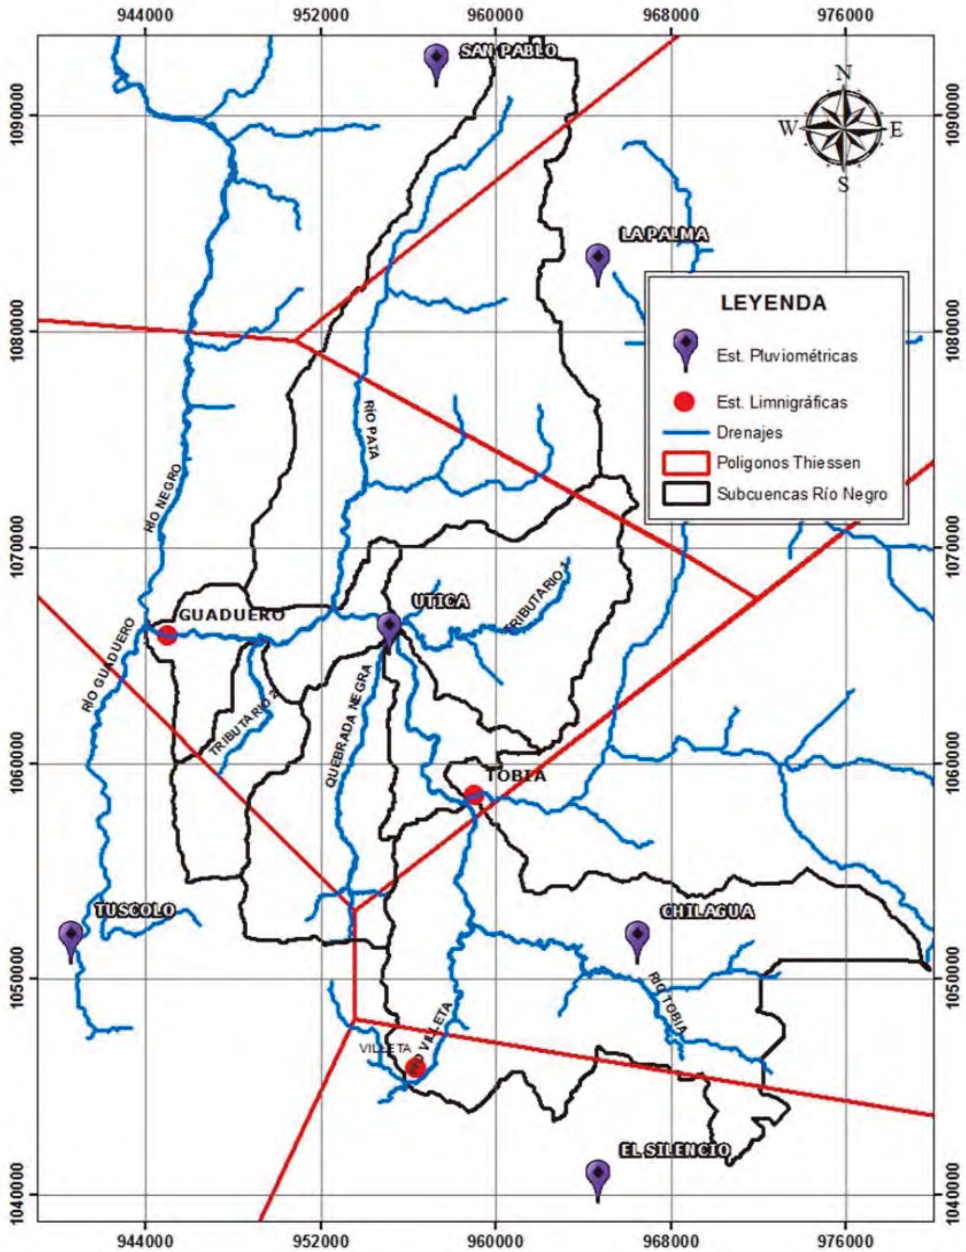 944000 952000 960000 968000 976000
1090000 1090000
1080000 1080000
1070000 1070000
1060000 1060000
1050000 1050000
1040000 1040000
SAN PABLO
N
W E
S
LA PALMA
LEYENDA
Est. Pluviométricas
Est. Limnigráficas
Drenajes
Poligonos Thiessen
Subcuencas Río Negro
RÍO PATA
RÍO NEGRO
UTICA
TRIBUTARIO 1
GUADUERO
RÍO GUADUERO
TRIBUTARIO 2
QUEBRADA NEGRA
TOBIA
TUSCOLO
CHILAGUA
RÍO TOBIA
VILLETA
RÍO VILLETA
EL SILENCIO
944000 952000 960000 968000 976000